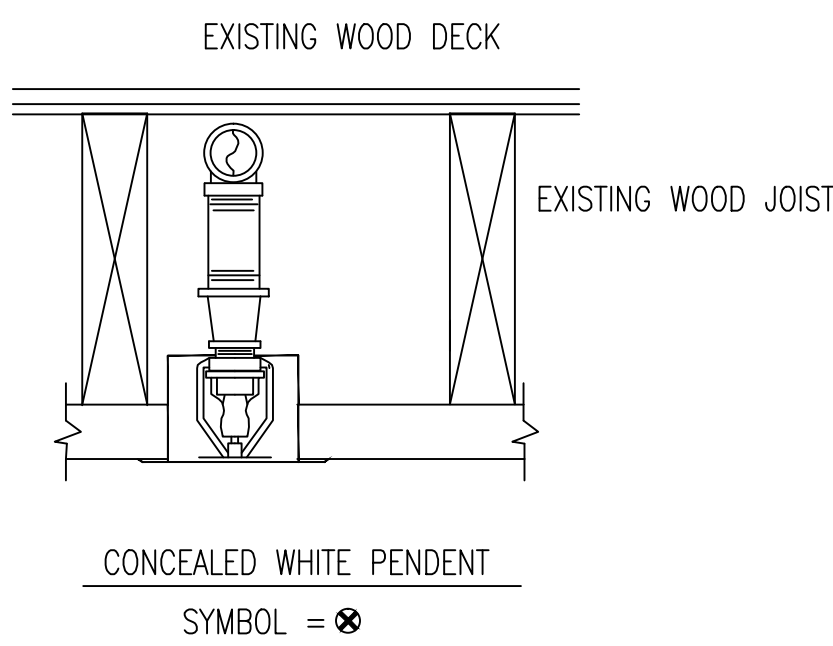 EXISTING WOOD DECK
EXISTING WOOD JOIST
CONCEALED WHITE PENDENT
SYMBOL = ⊗